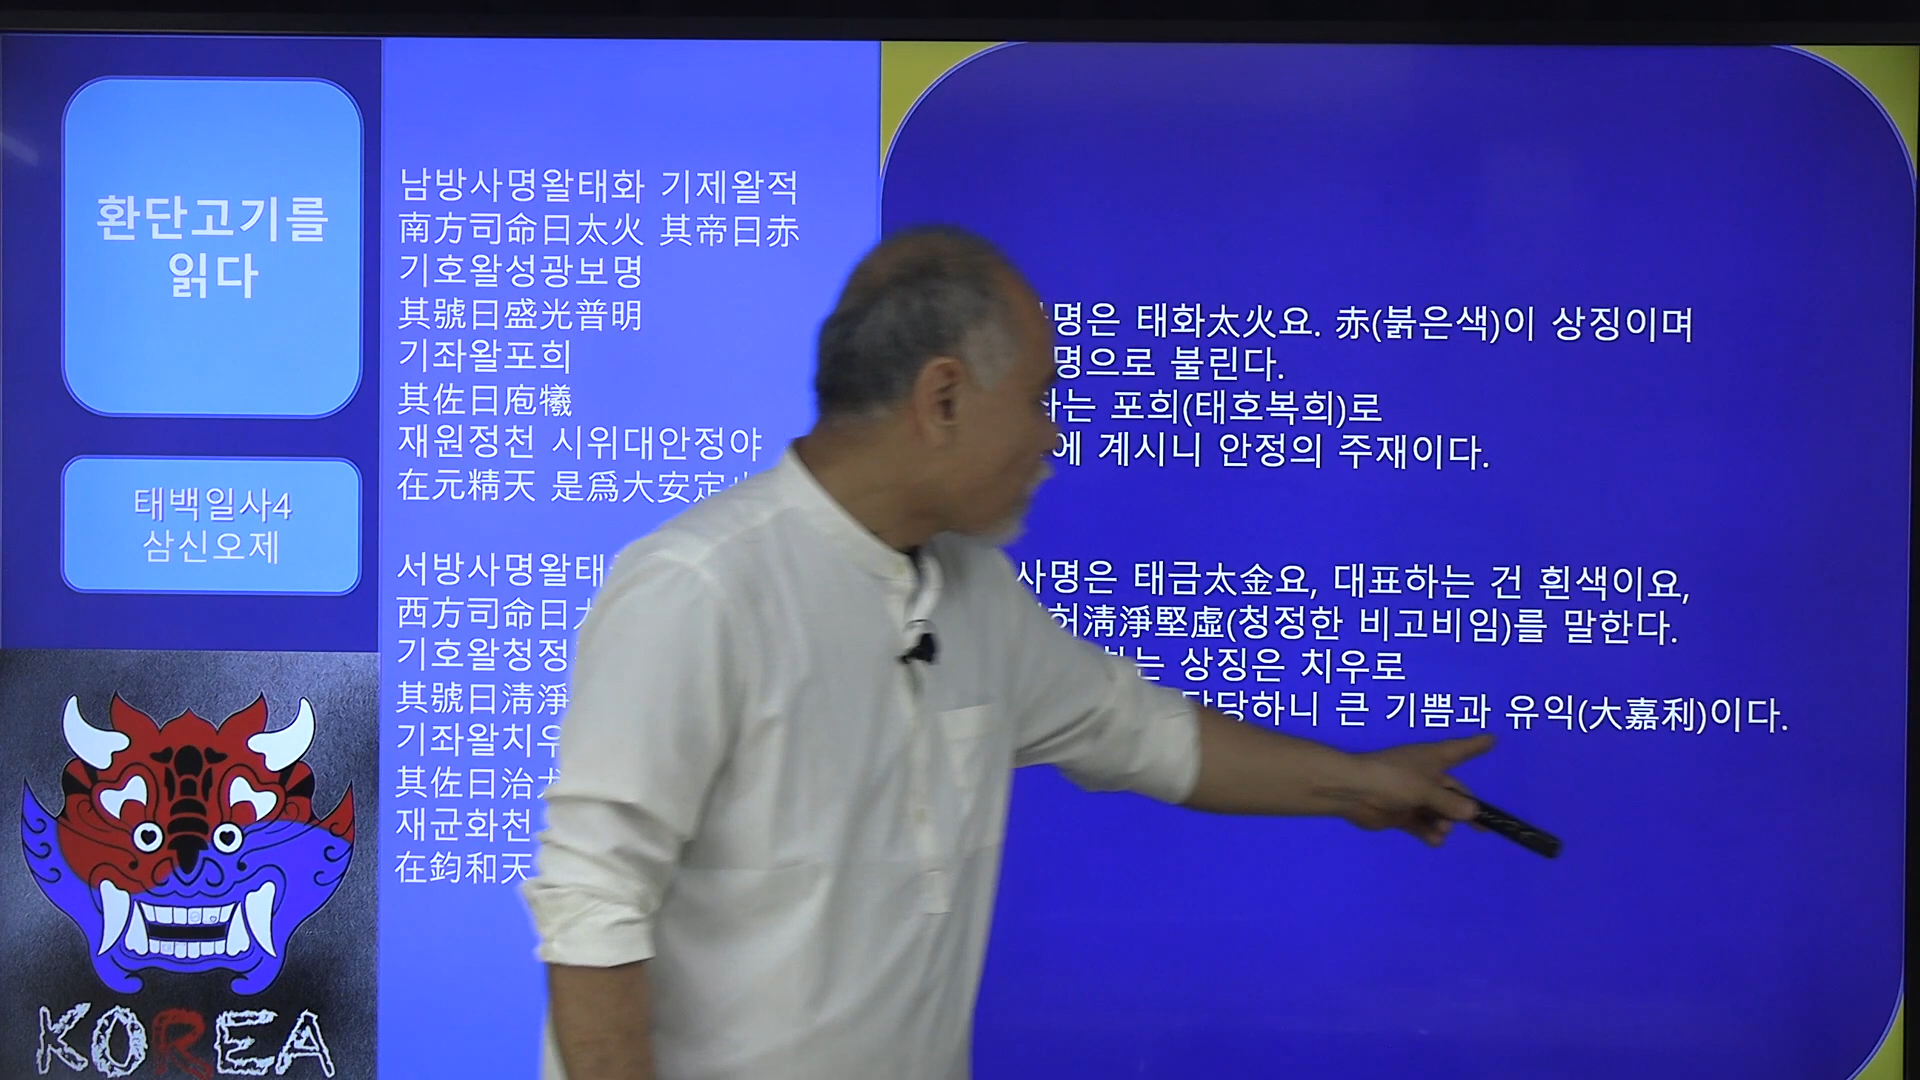 환단고기를
읽다
태백일사4
삼신오제
KOREA
남방사명왈태화 기제왈적
南方司命曰太火 其帝曰赤
기호왈성광보명
其號曰盛光普明
기좌왈포희
其佐曰庖犧
재원정천 시위대안정야
在元精天 是爲大安定
서방사명왈태
西方司命曰
기호왈청정
其號曰淸淨
기좌왈치우
其佐曰治
재균화천
在鈞和天
명은 태화太火요. 赤(붉은색)이 상징이며
명으로 불린다.
는 포희(태호복희)로
에 계시니 안정의 주재이다.
사명은 태금太金요, 대표하는 건 흰색이요,
허淸淨堅虛(청정한 비고비임)를 말한다.
는 상징은 치우로
당하니 큰 기쁨과 유익(大嘉利)이다.